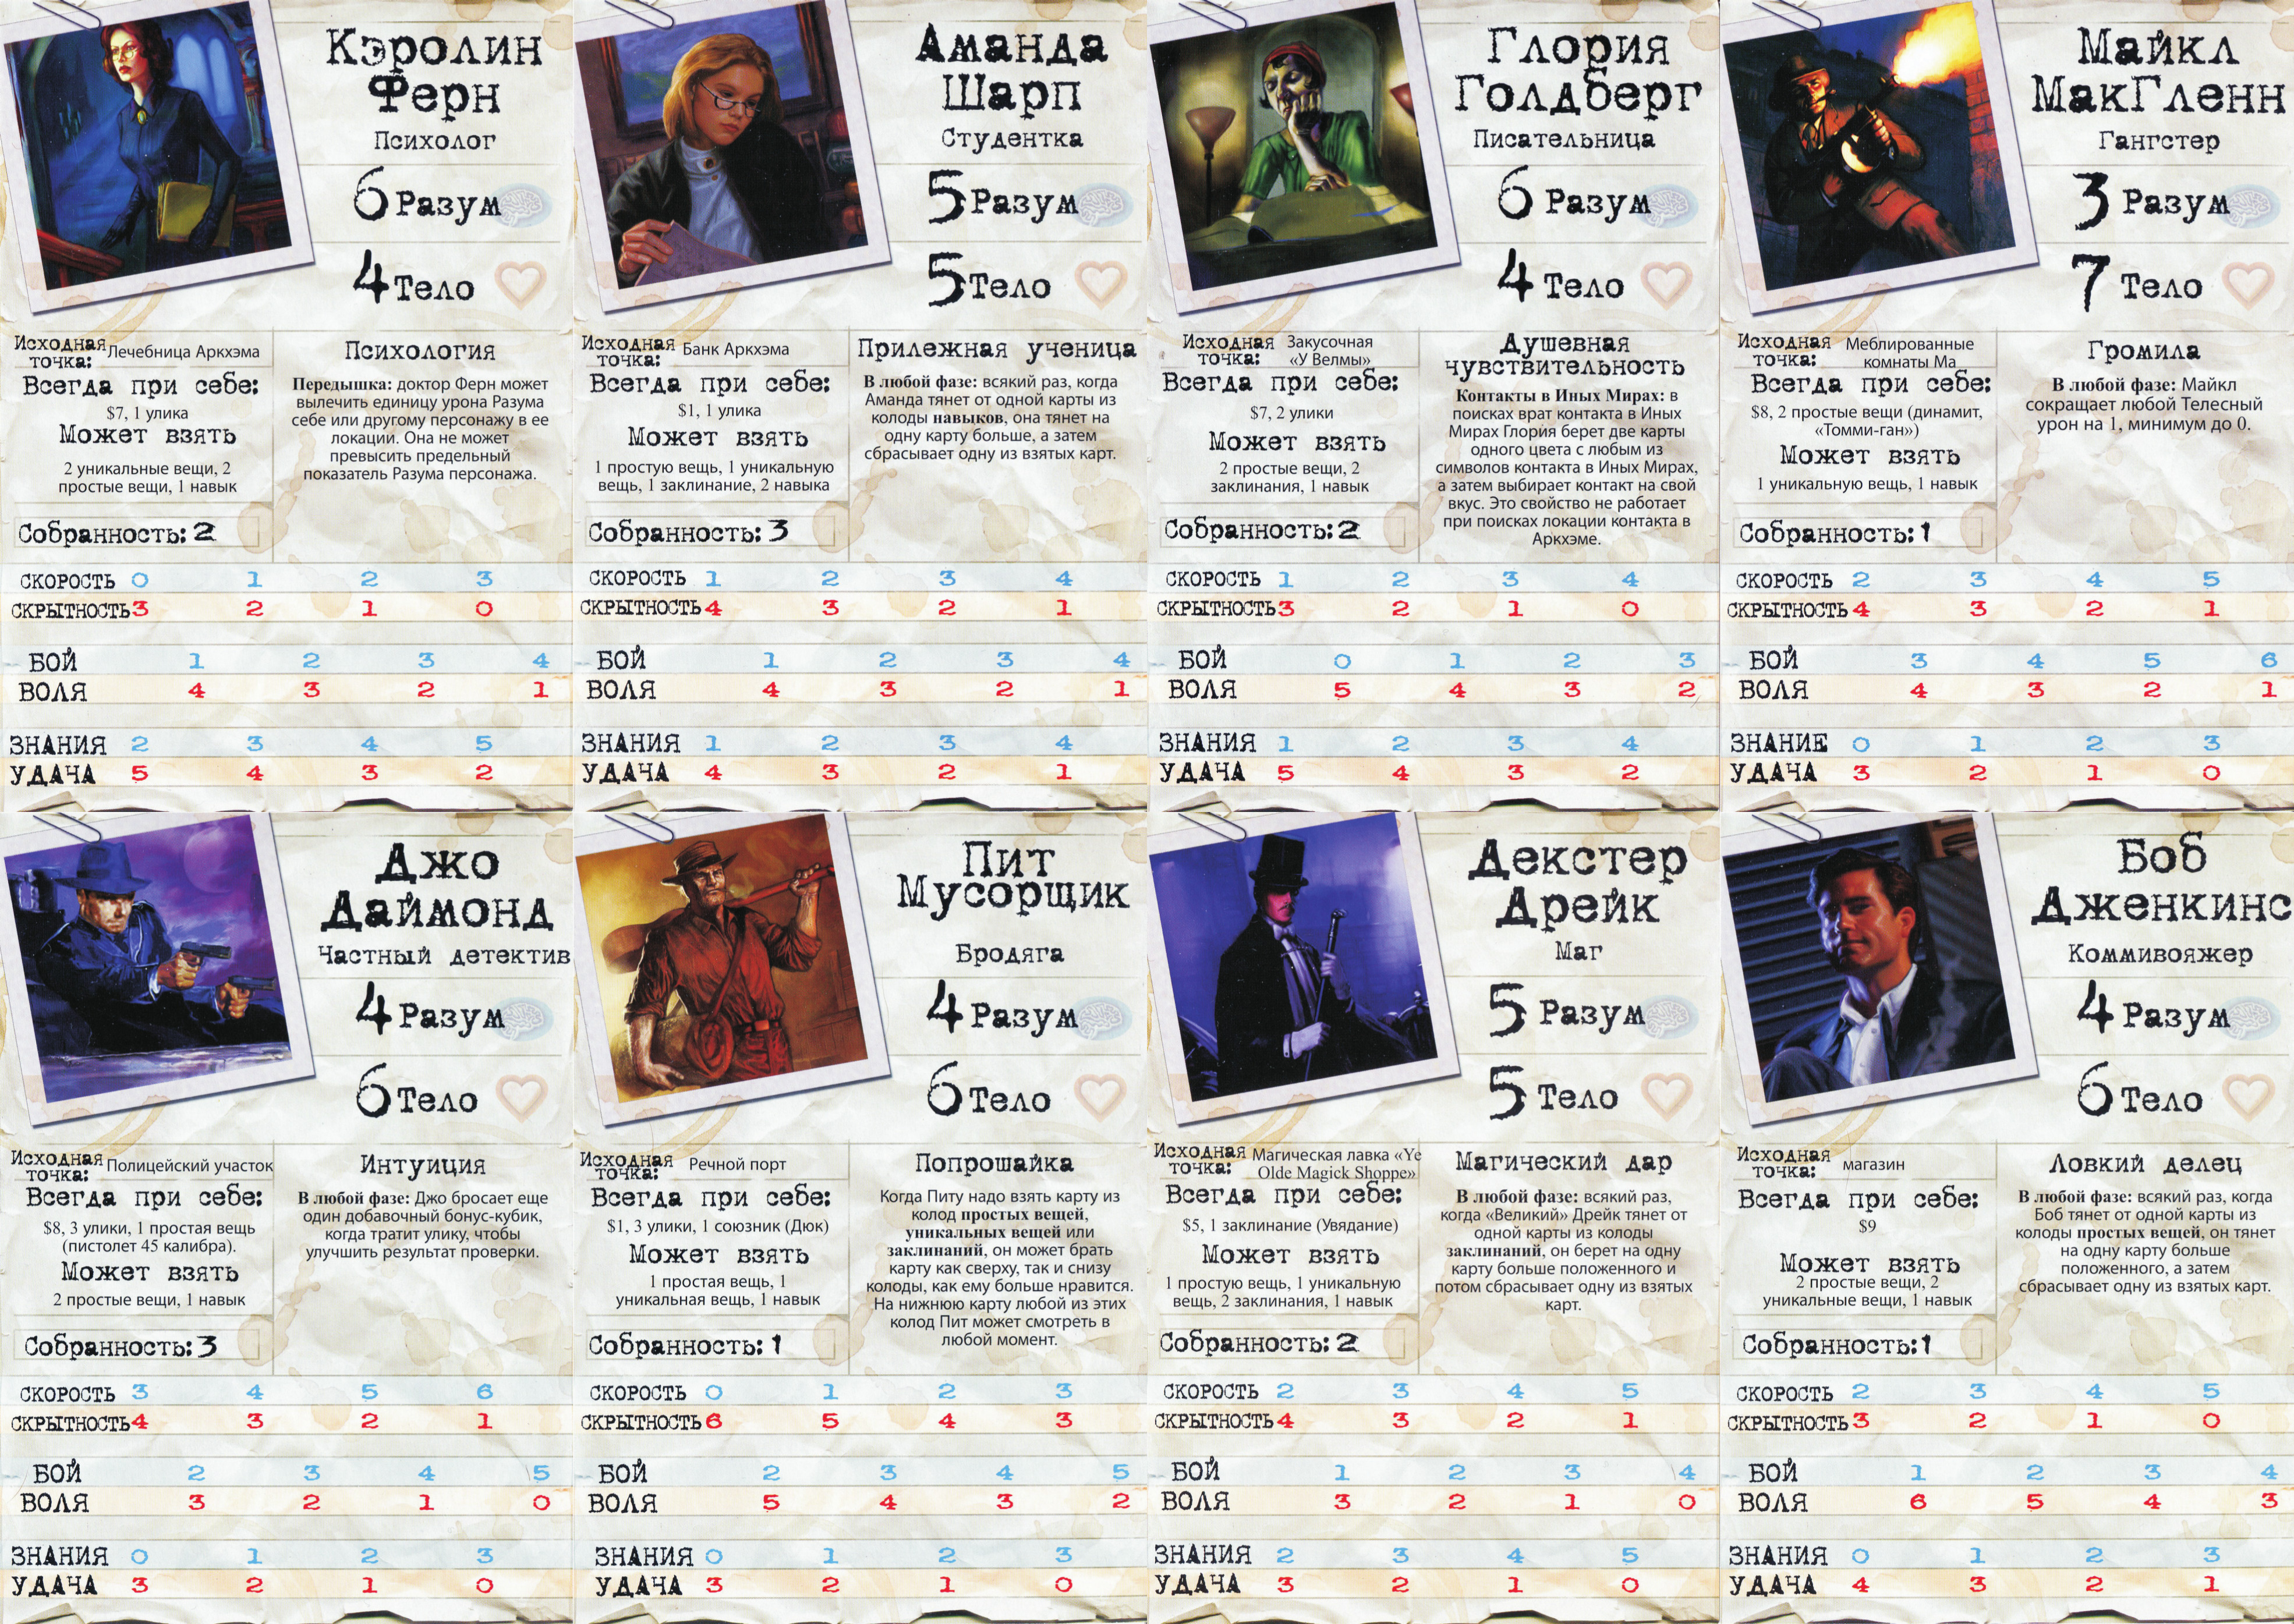 Кэролин
Ферн
Психолог
6 Разум
4 Тело
Исходная
точка: Лечебница Аркхэма
Всегда при себе:
$7, 1 улика
Может взять
2 уникальные вещи, 2
простые вещи, 1 навык
Собранность: 2
Психология
Передышка: доктор Ферн может
вылечить единицу урона Разума
себе или другому персонажу в ее
локации. Она не может
превысить предельный
показатель Разума персонажа.
СКОРОСТЬ 0 1 2 3
СКРЫТНОСТЬ 3 2 1 0
БОЙ 1 2 3 4
ВОЛЯ 4 3 2 1
ЗНАНИЯ 2 3 4 5
УДАЧА 5 4 3 2
Аманда
Шарп
Студентка
5 Разум
5 Тело
Исходная
точка: Банк Аркхэма
Всегда при себе:
$1, 1 улика
Может взять
1 простую вещь, 1 уникальную
вещь, 1 заклинание, 2 навыка
Собранность: 3
Прилежная ученица
В любой фазе: всякий раз, когда
Аманда тянет от одной карты из
колоды навыков, она тянет на
одну карту больше, а затем
сбрасывает одну из взятых карт.
СКОРОСТЬ 1 2 3 4
СКРЫТНОСТЬ 4 3 2 1
БОЙ 1 2 3 4
ВОЛЯ 4 3 2 1
ЗНАНИЯ 1 2 3 4
УДАЧА 4 3 2 1
Глория
Голдберг
Писательница
6 Разум
4 Тело
Исходная Закусочная
точка: «У Велмы»
Всегда при себе:
$7, 2 улики
Может взять
2 простые вещи, 2
заклинания, 1 навык
Собранность: 2
Душевная
чувствительность
Контакты в Иных Мирах: в
поисках врат контакта в Иных
Мирах Глория берет две карты
одного цвета с любым из
символов контакта в Иных Мирах,
а затем выбирает контакт на свой
вкус. Это свойство не работает
при поисках локации контакта в
Аркхэме.
СКОРОСТЬ 1 2 3 4
СКРЫТНОСТЬ 3 2 1 0
БОЙ 0 1 2 3
ВОЛЯ 5 4 3 2
ЗНАНИЯ 1 2 3 4
УДАЧА 5 4 3 2
Майкл
МакГленн
Гангстер
3 Разум
7 Тело
Исходная Меблированные
точка: комнаты Ма
Всегда при себе:
$8, 2 простые вещи (динамит,
«Томми-ган»)
Может взять
1 уникальную вещь, 1 навык
Собранность: 1
Громила
В любой фазе: Майкл
сокращает любой Телесный
урон на 1, минимум до 0.
СКОРОСТЬ 2 3 4 5
СКРЫТНОСТЬ 4 3 2 1
БОЙ 3 4 5 6
ВОЛЯ 4 3 2 1
ЗНАНИЕ 0 1 2 3
УДАЧА 3 2 1 0
Джо
Даймонд
Частный детектив
4 Разум
6 Тело
Исходная
точка: Полицейский участок
Всегда при себе:
$8, 3 улики, 1 простая вещь
(пистолет 45 калибра).
Может взять
2 простые вещи, 1 навык
Собранность: 3
Интуиция
В любой фазе: Джо бросает еще
один добавочный бонус-кубик,
когда тратит улику, чтобы
улучшить результат проверки.
СКОРОСТЬ 3 4 5 6
СКРЫТНОСТЬ 4 3 2 1
БОЙ 2 3 4 5
ВОЛЯ 3 2 1 0
ЗНАНИЯ 0 1 2 3
УДАЧА 3 2 1 0
Пит
Мусорщик
Бродяга
4 Разум
6 Тело
Исходная
точка: Речной порт
Всегда при себе:
$1, 3 улики, 1 союзник (Дюк)
Может взять
1 простая вещь, 1
уникальная вещь, 1 навык
Собранность: 1
Попрошайка
Когда Питу надо взять карту из
колод простых вещей,
уникальных вещей или
заклинаний, он может брать
карту как сверху, так и снизу
колоды, как ему больше нравится.
На нижнюю карту любой из этих
колод Пит может смотреть в
любой момент.
СКОРОСТЬ 0 1 2 3
СКРЫТНОСТЬ 6 5 4 3
БОЙ 2 3 4 5
ВОЛЯ 5 4 3 2
ЗНАНИЯ 0 1 2 3
УДАЧА 3 2 1 0
Декстер
Дрейк
Маг
5 Разум
5 Тело
Исходная Магическая лавка «Ye
точка: Olde Magick Shoppe»
Всегда при себе:
$5, 1 заклинание (Увядание)
Может взять
1 простую вещь, 1 уникальную
вещь, 2 заклинания, 1 навык
Собранность: 2
Магический дар
В любой фазе: всякий раз,
когда «Великий» Дрейк тянет от
одной карты из колоды
заклинаний, он берет на одну
карту больше положенного и
потом сбрасывает одну из взятых
карт.
СКОРОСТЬ 2 3 4 5
СКРЫТНОСТЬ 4 3 2 1
БОЙ 1 2 3 4
ВОЛЯ 3 2 1 0
ЗНАНИЯ 2 3 4 5
УДАЧА 3 2 1 0
Боб
Дженкинс
Коммивояжер
4 Разум
6 Тело
Исходная
точка: магазин
Всегда при себе:
$9
Может взять
2 простые вещи, 2
уникальные вещи, 1 навык
Собранность: 1
Ловкий делец
В любой фазе: всякий раз, когда
Боб тянет от одной карты из
колоды простых вещей, он тянет
на одну карту больше
положенного, а затем
сбрасывает одну из взятых карт.
СКОРОСТЬ 2 3 4 5
СКРЫТНОСТЬ 3 2 1 0
БОЙ 1 2 3 4
ВОЛЯ 6 5 4 3
ЗНАНИЯ 0 1 2 3
УДАЧА 4 3 2 1